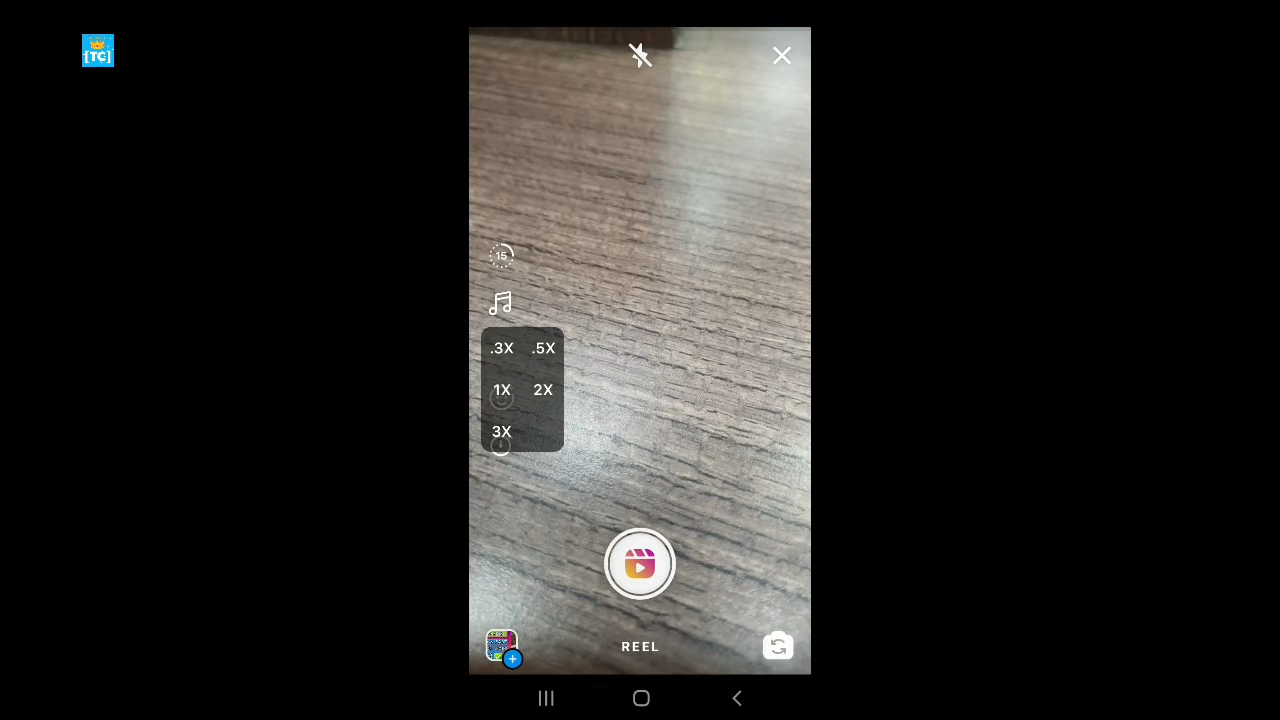 [TC]
15
.3X .5X
1X 2X
3X
REEL